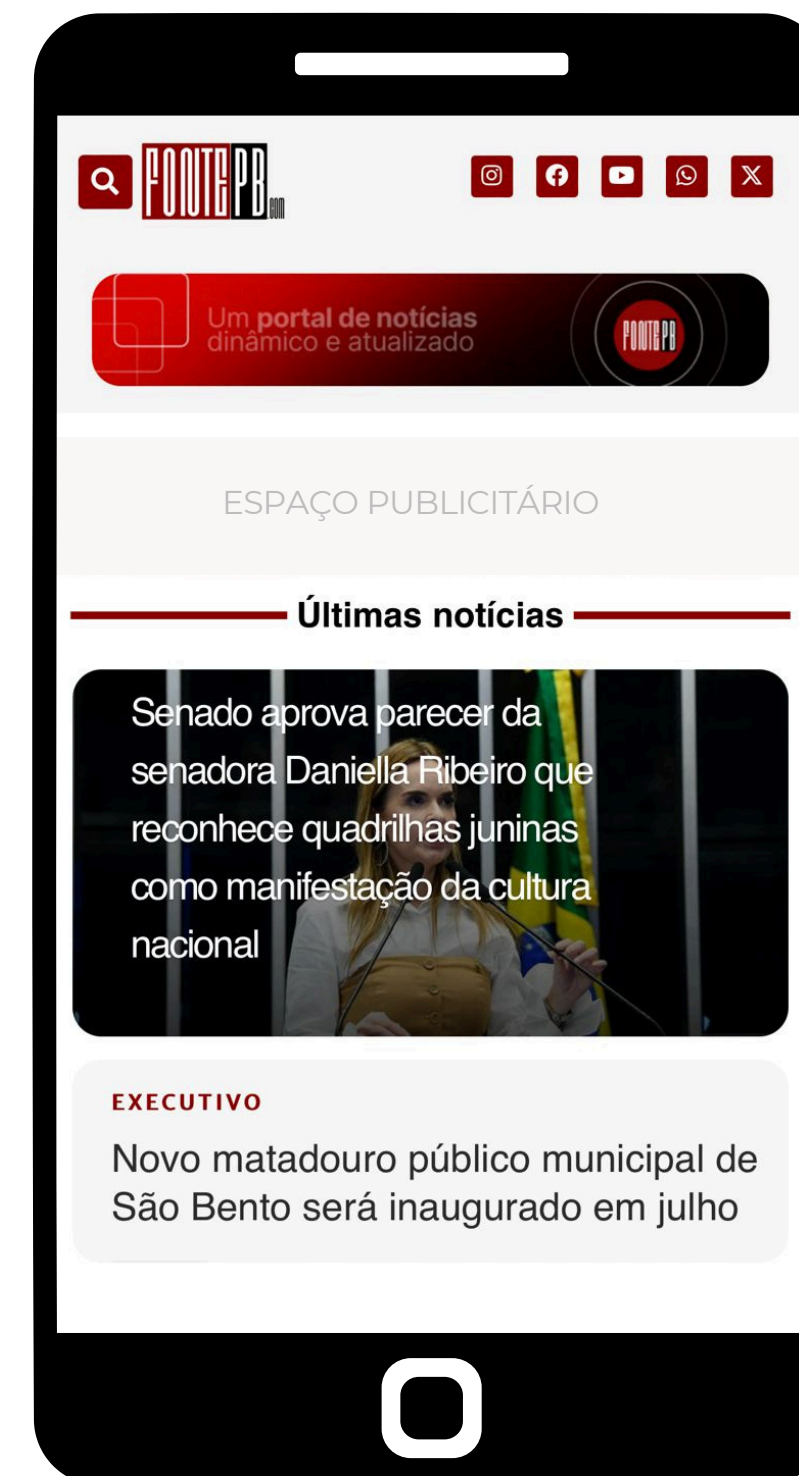 FONTEPB.com
Um portal de notícias
dinâmico e atualizado
FONTEPB
ESPAÇO PUBLICITÁRIO
Últimas notícias
Senado aprova parecer da
senadora Daniella Ribeiro que
reconhece quadrilhas juninas
como manifestação da cultura
nacional
EXECUTIVO
Novo matadouro público municipal de
São Bento será inaugurado em julho